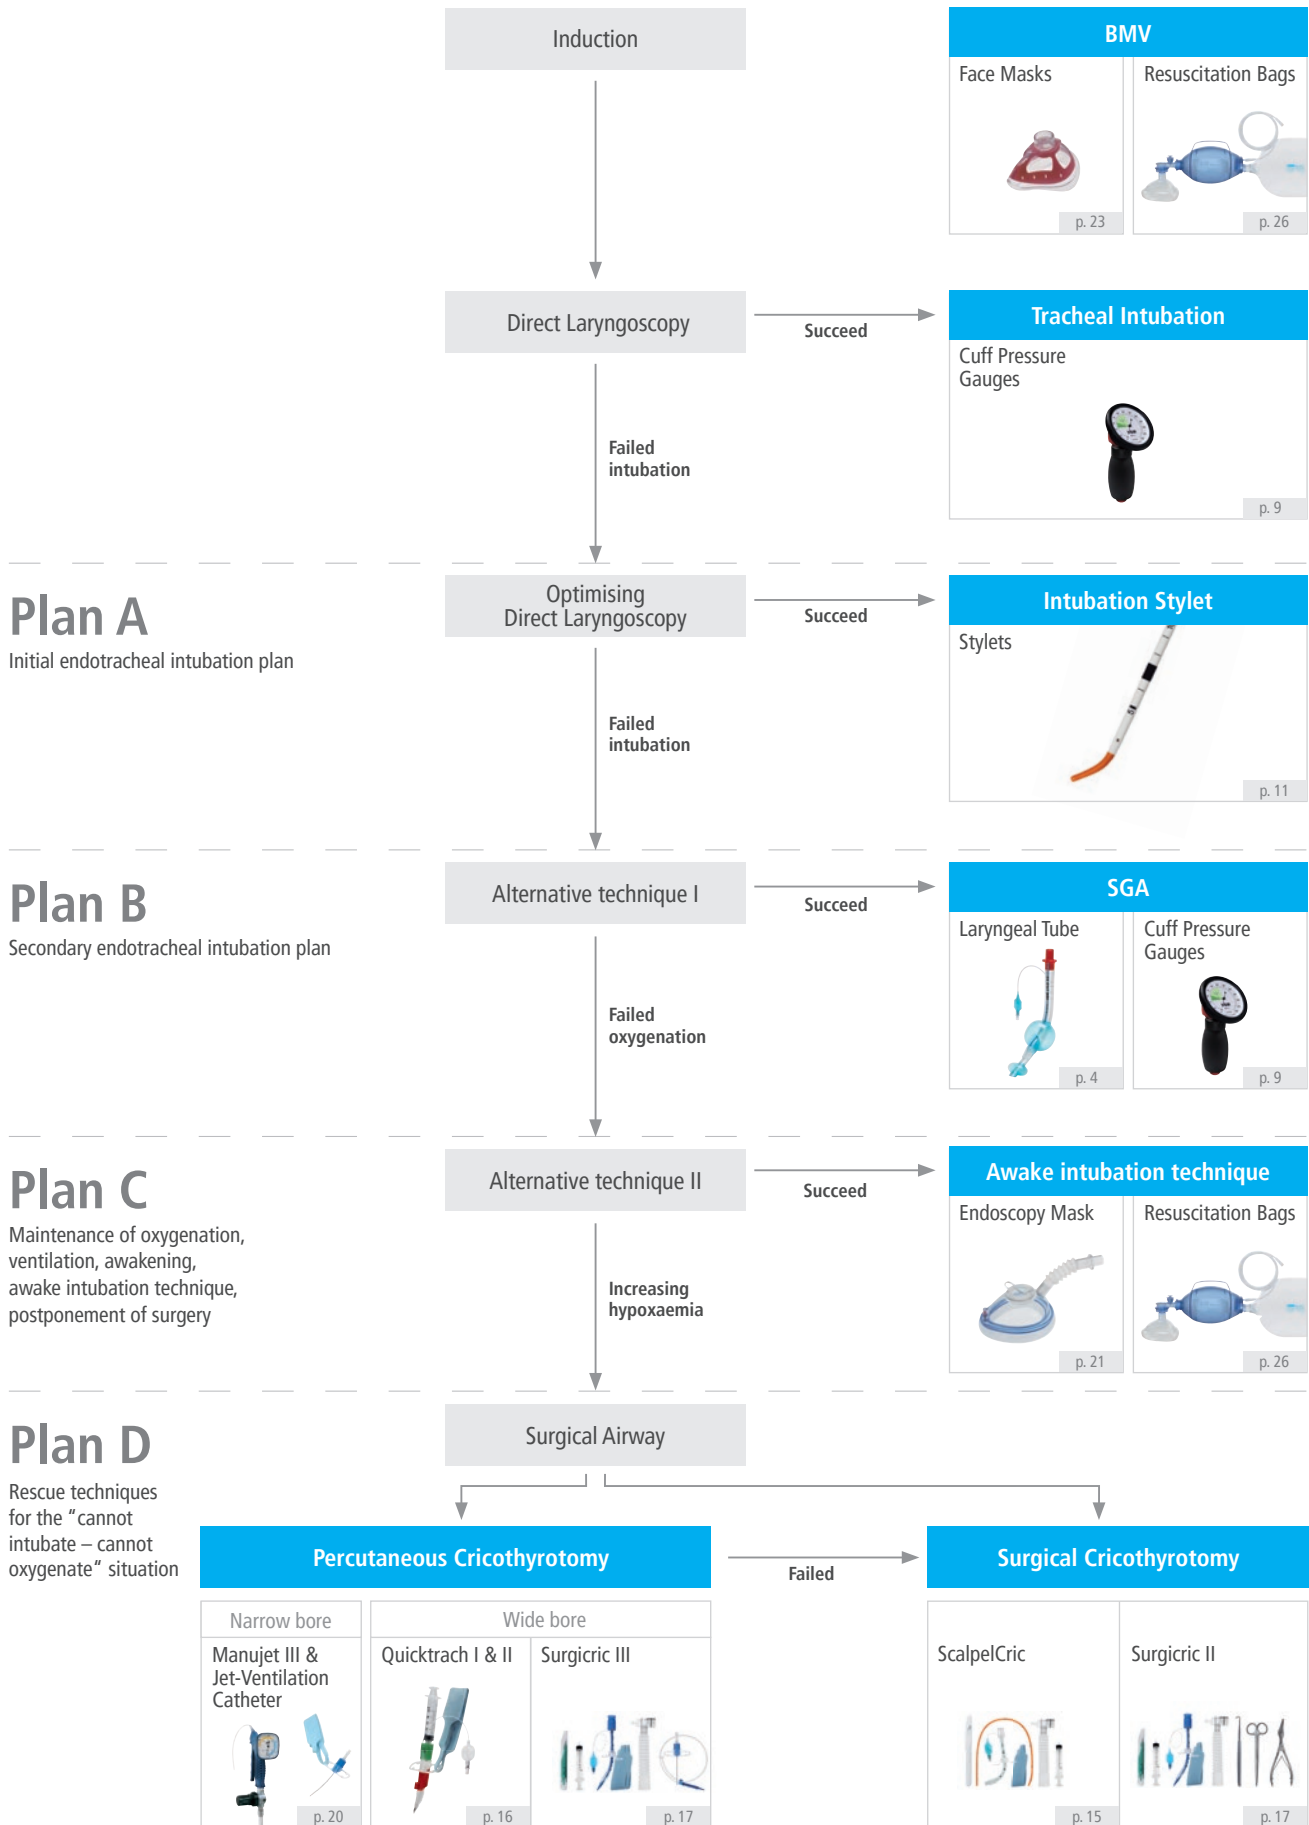 Induction
BMV
Face Masks
Resuscitation Bags
p. 23
p. 26
Direct Laryngoscopy
Succeed
Tracheal Intubation
Cuff Pressure
Gauges
p. 9
Failed
intubation
Plan A
Initial endotracheal intubation plan
Optimising
Direct Laryngoscopy
Succeed
Intubation Stylet
Stylets
p. 11
Failed
intubation
Plan B
Secondary endotracheal intubation plan
Alternative technique I
Succeed
SGA
Laryngeal Tube
Cuff Pressure
Gauges
p. 4
p. 9
Failed
oxygenation
Plan C
Maintenance of oxygenation,
ventilation, awakening,
awake intubation technique,
postponement of surgery
Alternative technique II
Succeed
Awake intubation technique
Endoscopy Mask
Resuscitation Bags
p. 21
p. 26
Increasing
hypoxaemia
Plan D
Rescue techniques
for the "cannot
intubate – cannot
oxygenate" situation
Surgical Airway
Percutaneous Cricothyrotomy
Failed
Surgical Cricothyrotomy
Narrow bore
Wide bore
Manujet III &
Jet-Ventilation
Catheter
Quicktrach I & II
Surgicric III
ScalpelCric
Surgicric II
p. 20
p. 16
p. 17
p. 15
p. 17